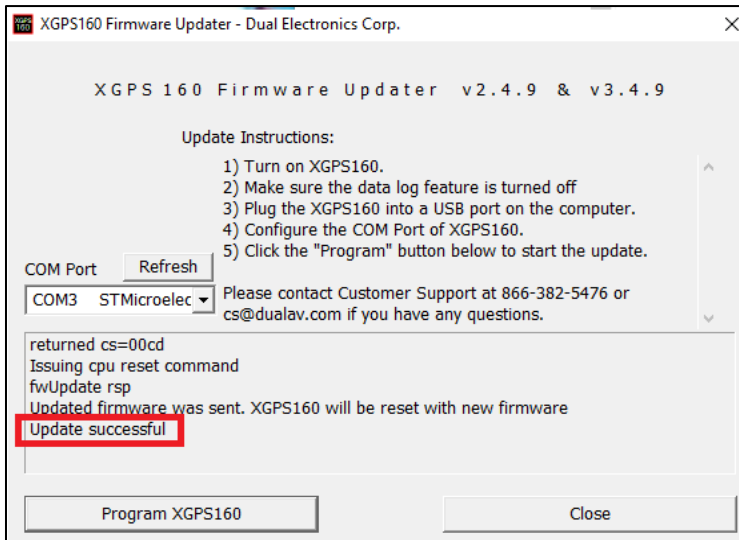 XGPS 160
XGPS160 Firmware Updater - Dual Electronics Corp.
XGPS 160 Firmware Updater v2.4.9 & v3.4.9
Update Instructions:
1) Turn on XGPS160.
2) Make sure the data log feature is turned off
3) Plug the XGPS160 into a USB port on the computer.
4) Configure the COM Port of XGPS160.
5) Click the "Program" button below to start the update.
COM Port
Refresh
COM3 STMicroelec
Please contact Customer Support at 866-382-5476 or
cs@dualav.com if you have any questions.
returned cs=00cd
Issuing cpu reset command
fwUpdate rsp
Updated firmware was sent. XGPS160 will be reset with new firmware
Update successful
Program XGPS160
Close